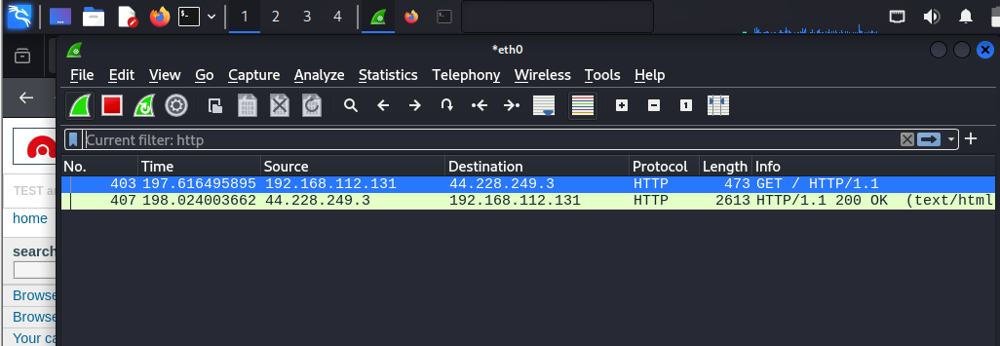 1 2 3 4
*eth0
File Edit View Go Capture Analyze Statistics Telephony Wireless Tools Help
Current filter: http
No. Time Source Destination Protocol Length Info
403 197.616495895 192.168.112.131 44.228.249.3 HTTP 473 GET / HTTP/1.1
407 198.024003662 44.228.249.3 192.168.112.131 HTTP 2613 HTTP/1.1 200 OK (text/html
TEST an
home
search
Browse
Browse
Your ca